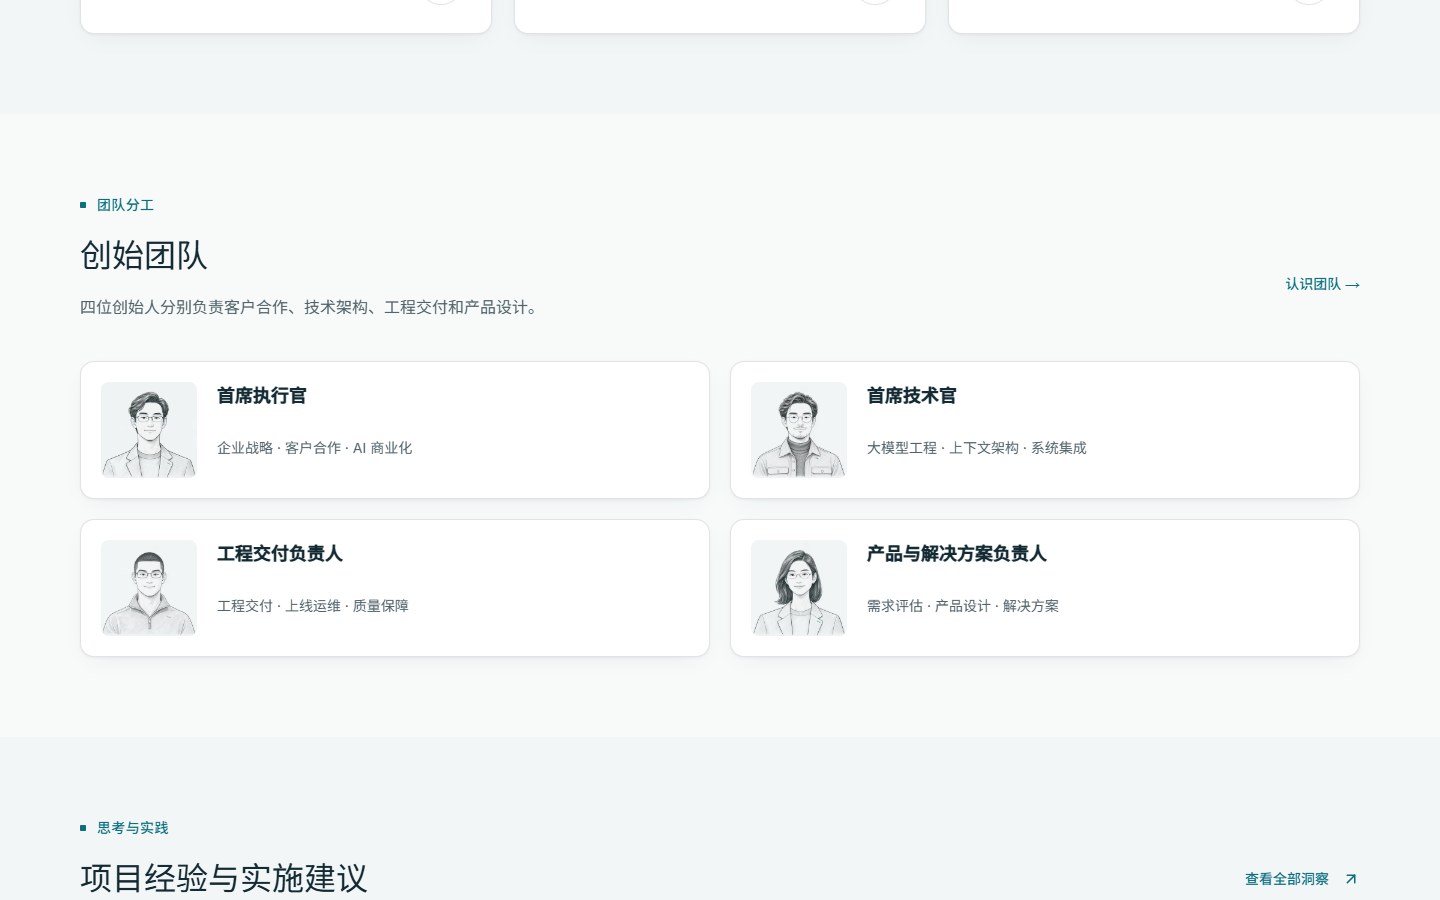 团队分工
创始团队
认识团队 →
四位创始人分别负责客户合作、技术架构、工程交付和产品设计。
首席执行官
企业战略 · 客户合作 · AI 商业化
首席技术官
大模型工程 · 上下文架构 · 系统集成
工程交付负责人
工程交付 · 上线运维 · 质量保障
产品与解决方案负责人
需求评估 · 产品设计 · 解决方案
思考与实践
项目经验与实施建议
查看全部洞察